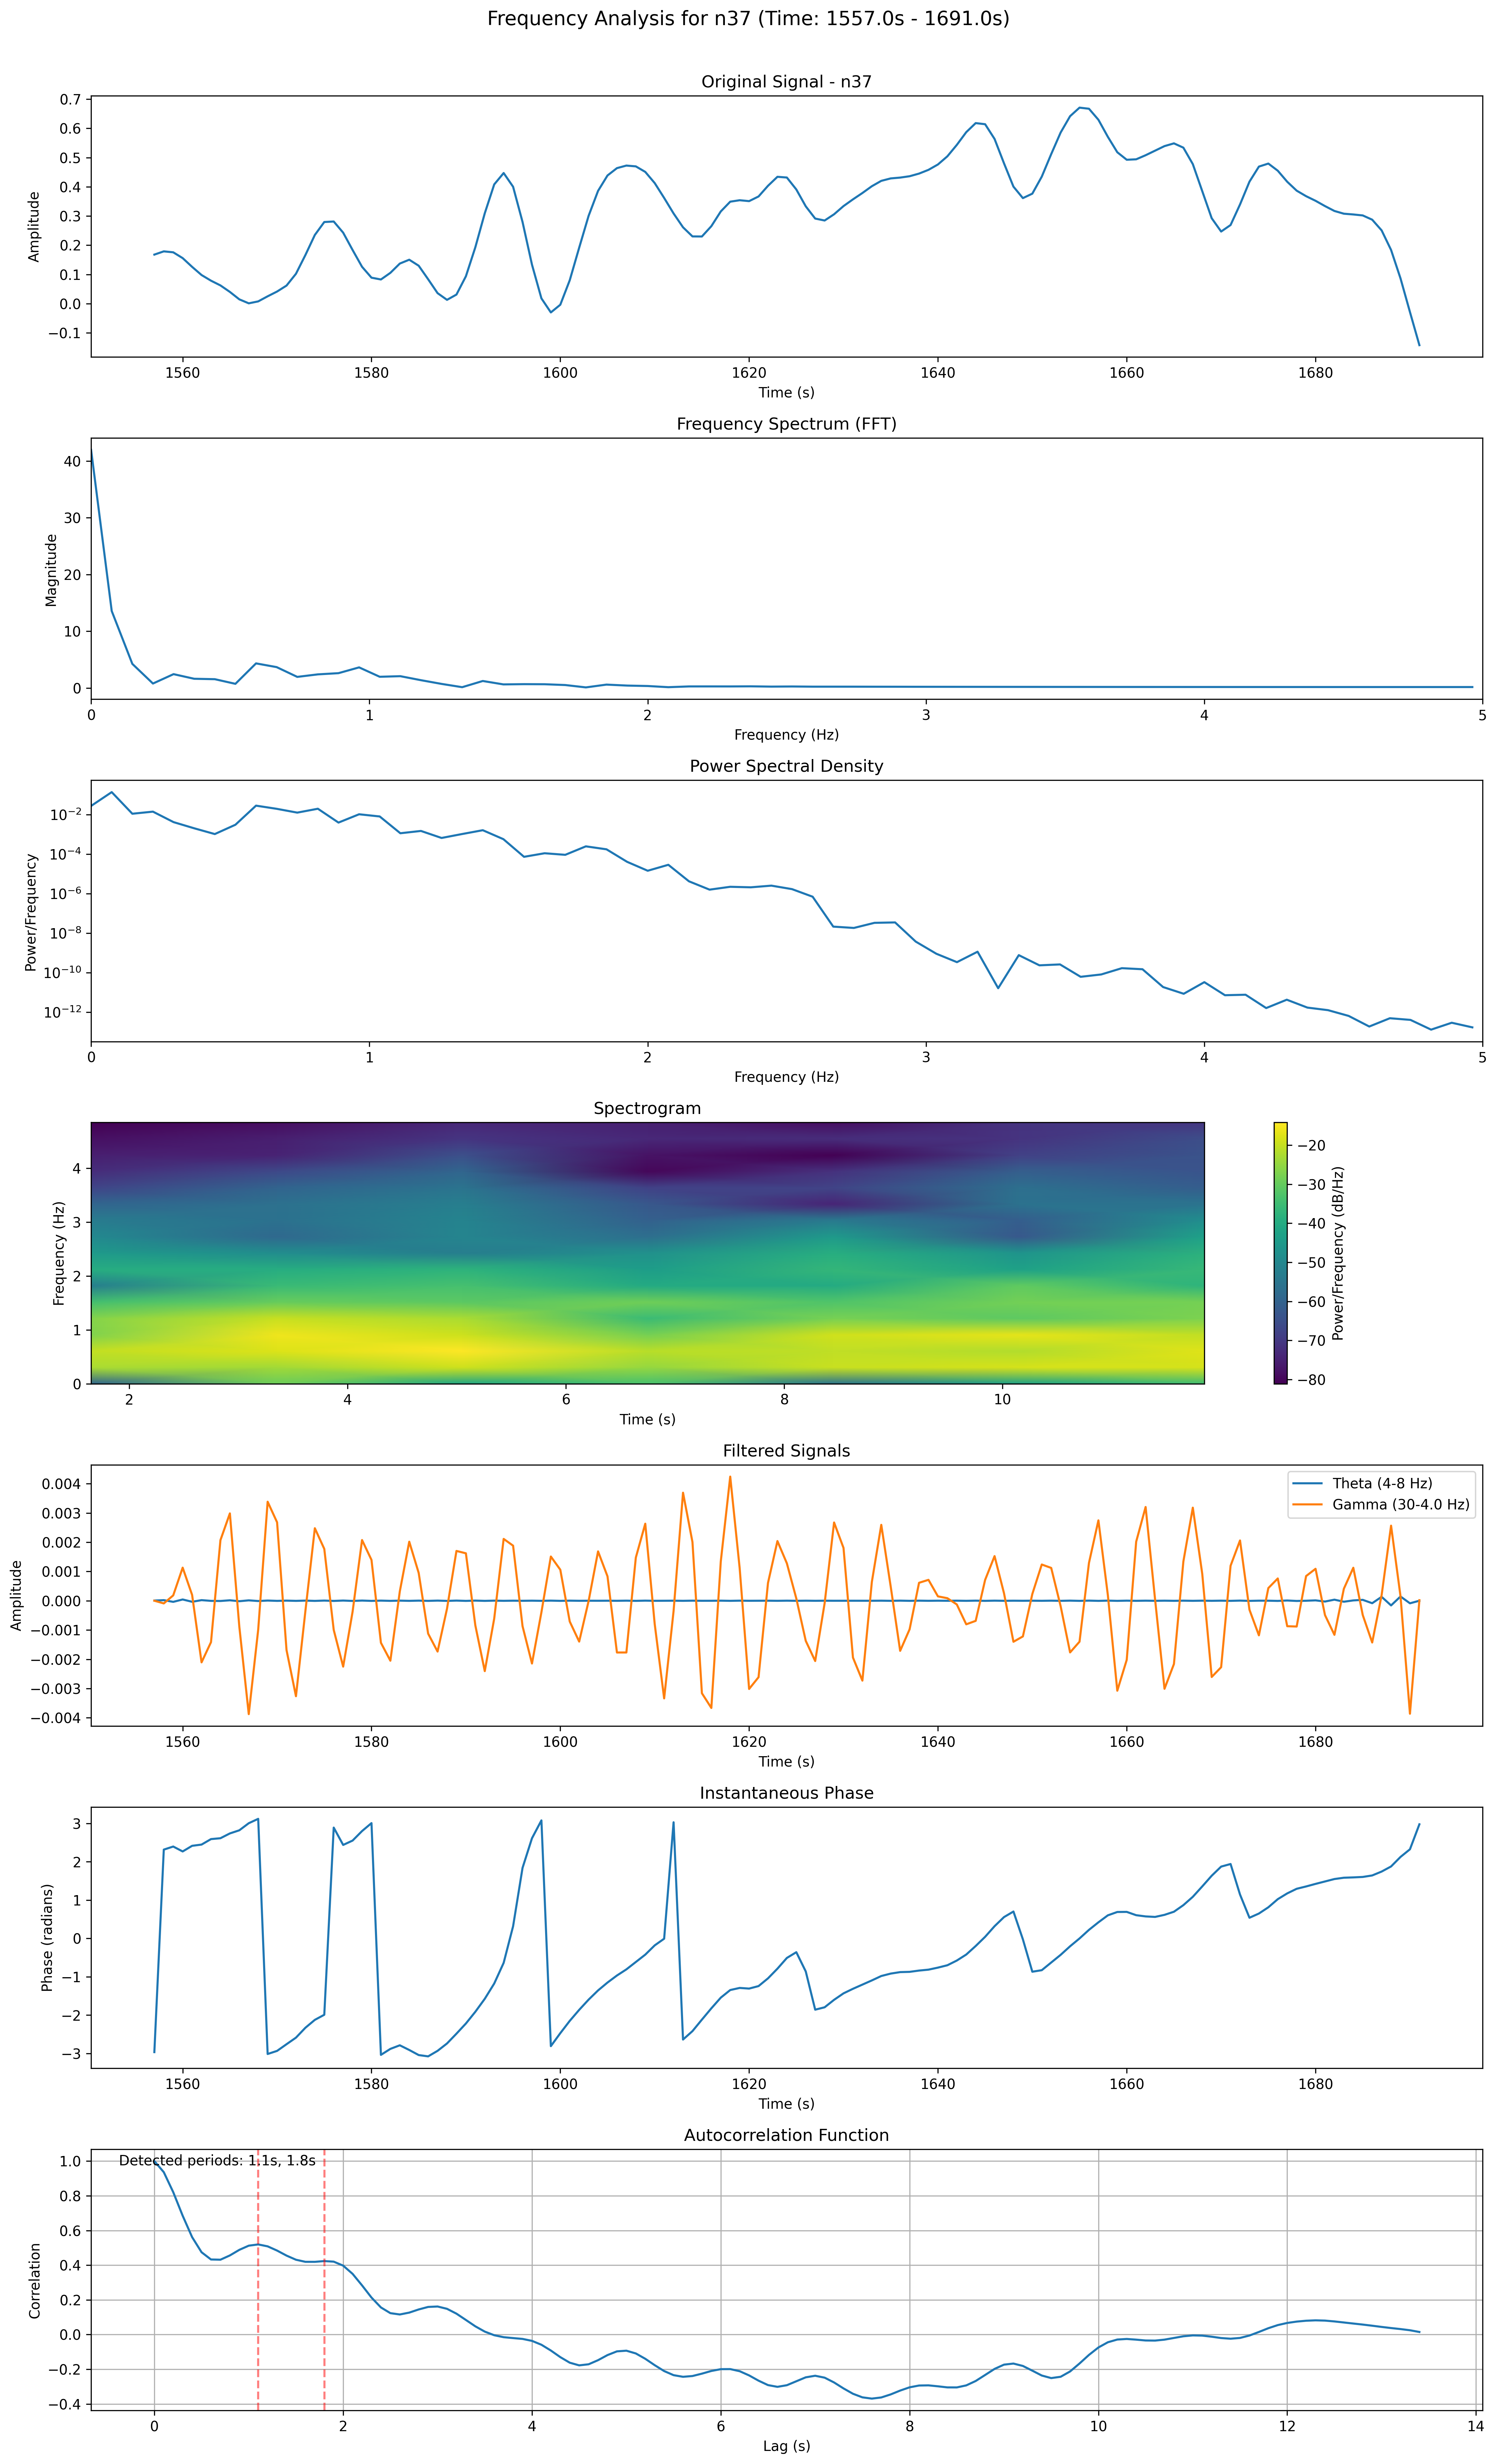 Frequency Analysis for n37 (Time: 1557.0s - 1691.0s)
Original Signal - n37
0.7
0.6
0.5
0.4
0.3
0.2
0.1
0.0
−0.1
Amplitude
1560 1580 1600 1620 1640 1660 1680
Time (s)
Frequency Spectrum (FFT)
40
30
20
10
0
Magnitude
0 1 2 3 4 5
Frequency (Hz)
Power Spectral Density
10⁻²
10⁻⁴
10⁻⁶
10⁻⁸
10⁻¹⁰
10⁻¹²
Power/Frequency
0 1 2 3 4 5
Frequency (Hz)
Spectrogram
4
3
2
1
0
Frequency (Hz)
2 4 6 8 10
Time (s)
−20
−30
−40
−50
−60
−70
−80
Power/Frequency (dB/Hz)
Filtered Signals
Theta (4-8 Hz)
Gamma (30-4.0 Hz)
0.004
0.003
0.002
0.001
0.000
−0.001
−0.002
−0.003
−0.004
Amplitude
1560 1580 1600 1620 1640 1660 1680
Time (s)
Instantaneous Phase
3
2
1
0
−1
−2
−3
Phase (radians)
1560 1580 1600 1620 1640 1660 1680
Time (s)
Autocorrelation Function
Detected periods: 1.1s, 1.8s
1.0
0.8
0.6
0.4
0.2
0.0
−0.2
−0.4
Correlation
0 2 4 6 8 10 12 14
Lag (s)